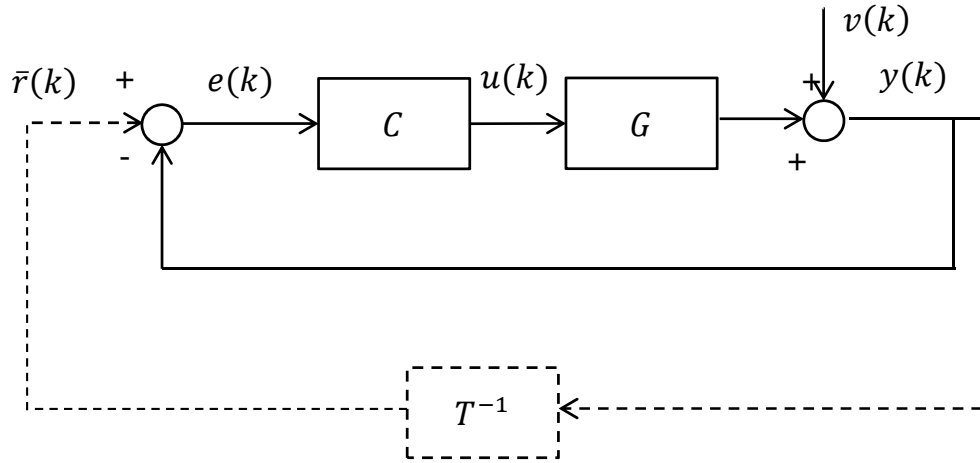 v(k)
r̄(k)
+
e(k)
u(k)
+
y(k)
C
G
-
+
T⁻¹